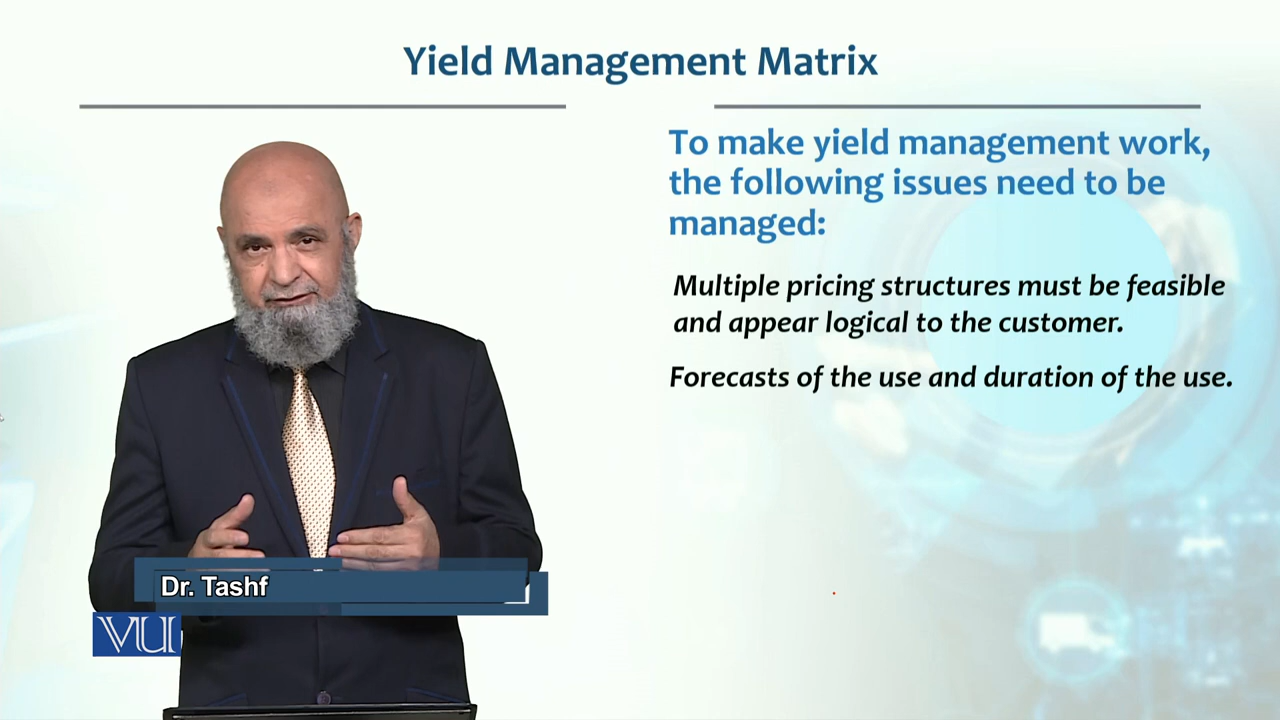 Yield Management Matrix
To make yield management work,
the following issues need to be
managed:
Multiple pricing structures must be feasible
and appear logical to the customer.
Forecasts of the use and duration of the use.
Dr. Tashf
VU